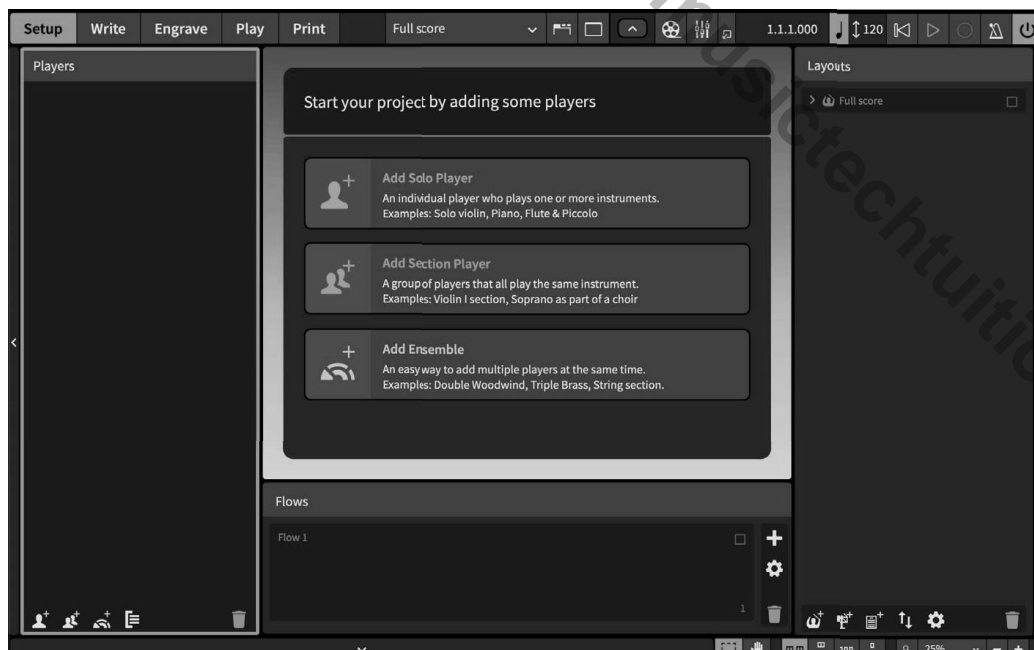 Setup Write Engrave Play Print Full score 1.1.1.000 120
Players
Start your project by adding some players
Add Solo Player
An individual player who plays one or more instruments.
Examples: Solo violin, Piano, Flute & Piccolo
Add Section Player
A group of players that all play the same instrument.
Examples: Violin I section, Soprano as part of a choir
Add Ensemble
An easy way to add multiple players at the same time.
Examples: Double Woodwind, Triple Brass, String section.
Flows
Flow 1
1
Layouts
Full score
25%
musictechtuitio